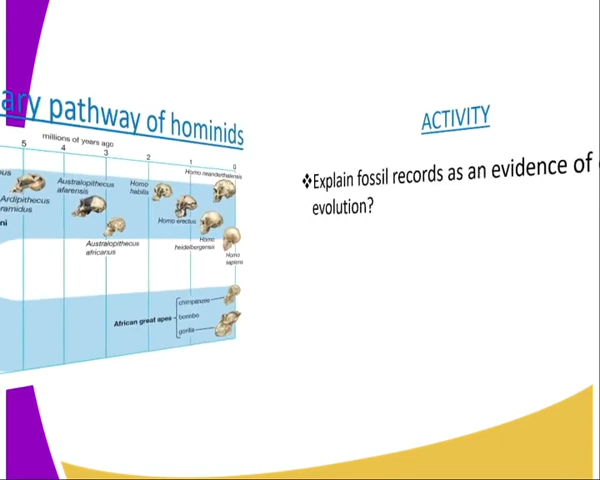 ary pathway of hominids
millions of years ago
5 4 3 2 1 0
Homo neanderthalensis
us
Australopithecus
afarensis
Homo
habilis
Ardipithecus
ramidus
Homo erectus
ni
Australopithecus
africanus
Homo
heidelbergensis
Homo
sapiens
chimpanzee
African great apes
bonobo
gorilla
ACTIVITY
❖Explain fossil records as an evidence of
evolution?